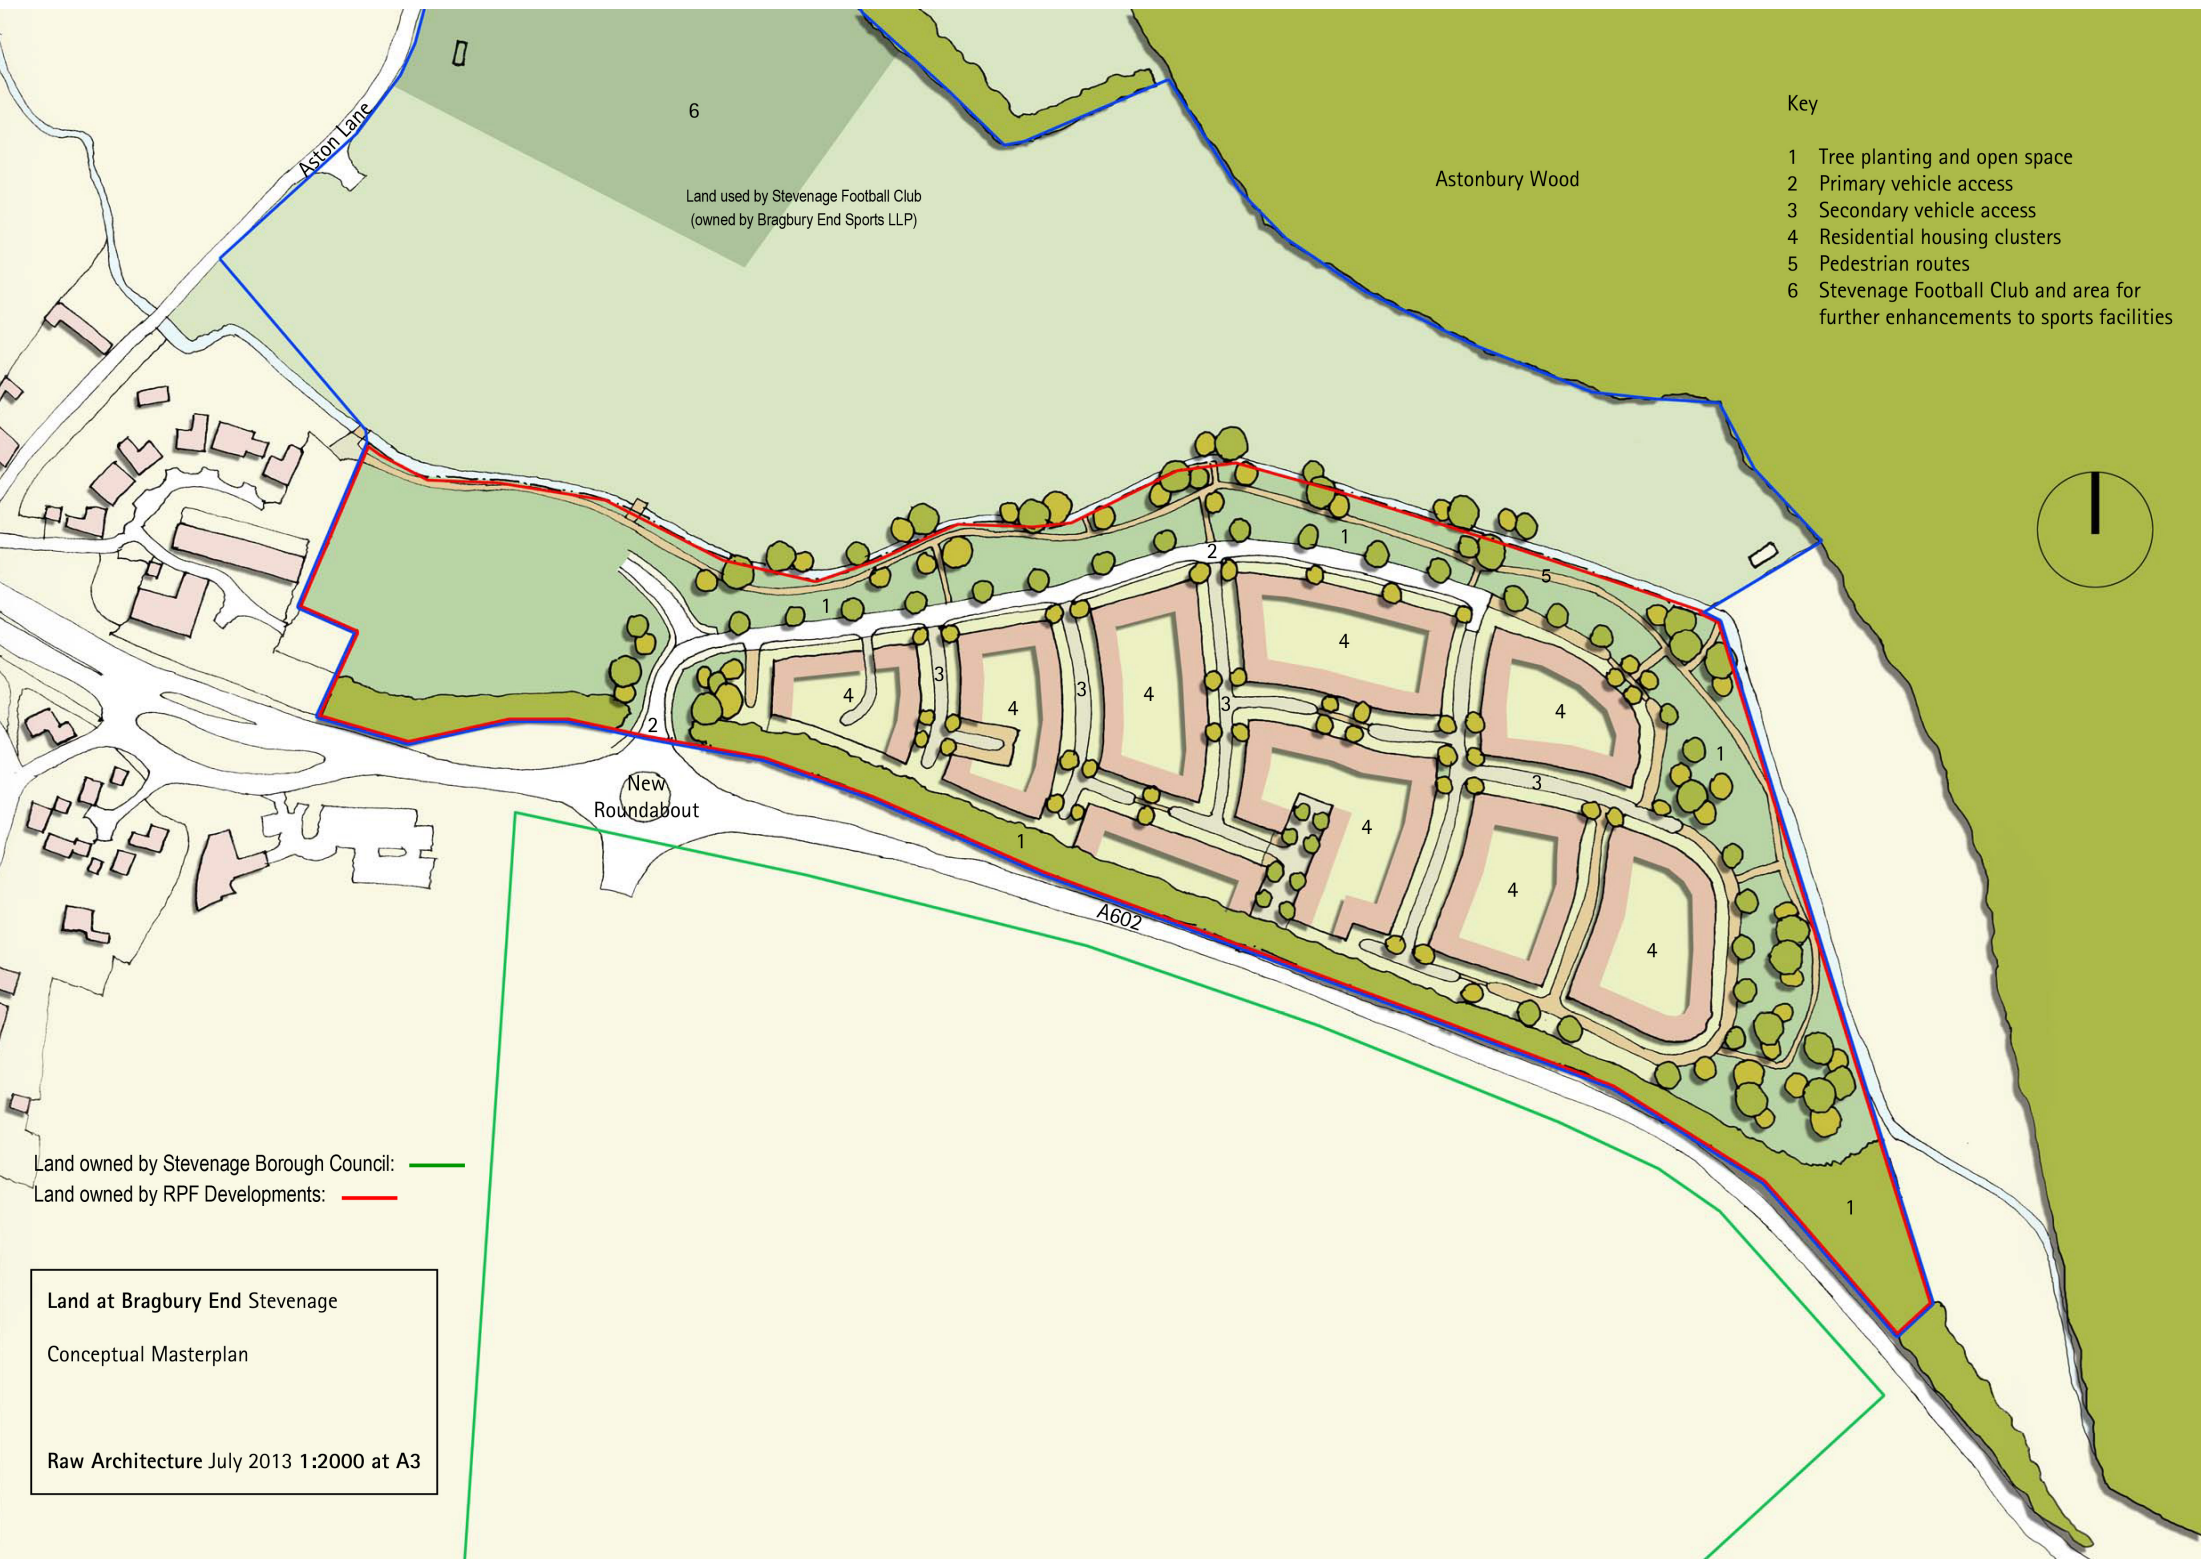 6
Aston Lane
Land used by Stevenage Football Club
(owned by Bragbury End Sports LLP)
Astonbury Wood
Key
1 Tree planting and open space
2 Primary vehicle access
3 Secondary vehicle access
4 Residential housing clusters
5 Pedestrian routes
6 Stevenage Football Club and area for
further enhancements to sports facilities
1
2
5
1
4
3
4
3
4
3
4
4
1
2
3
New
Roundabout
4
1
4
4
A602
1
Land owned by Stevenage Borough Council:
Land owned by RPF Developments:
Land at Bragbury End Stevenage
Conceptual Masterplan
Raw Architecture July 2013 1:2000 at A3